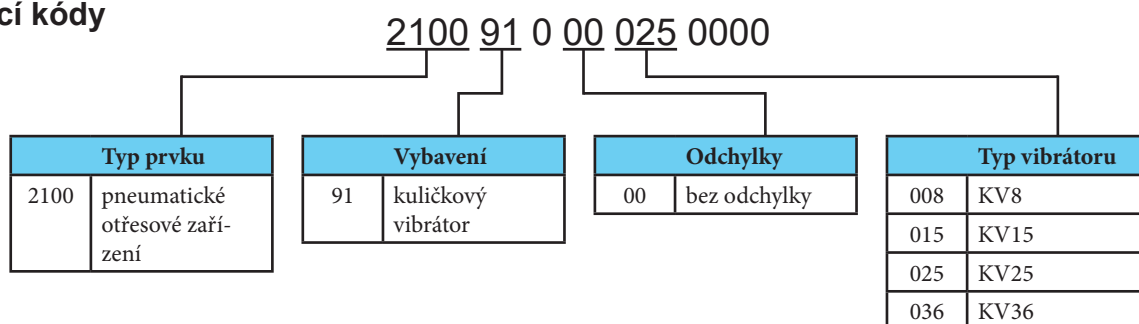 cí kódy
2100 91 0 00 025 0000
Typ prvku
2100 pneumatické
otřesové zaří-
zení
Vybavení
91 kuličkový
vibrátor
Odchylky
00 bez odchylky
Typ vibrátoru
008 KV8
015 KV15
025 KV25
036 KV36